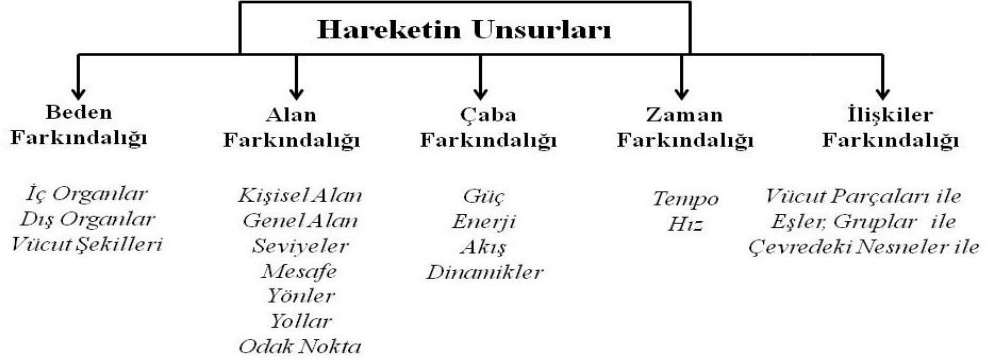 Hareketin Unsurları
Beden
Farkındalığı
İç Organlar
Dış Organlar
Vücut Şekilleri
Alan
Farkındalığı
Kişisel Alan
Genel Alan
Seviyeler
Mesafe
Yönler
Yollar
Odak Nokta
Çaba
Farkındalığı
Güç
Enerji
Akış
Dinamikler
Zaman
Farkındalığı
Tempo
Hız
İlişkiler
Farkındalığı
Vücut Parçaları ile
Eşler, Gruplar ile
Çevredeki Nesneler ile